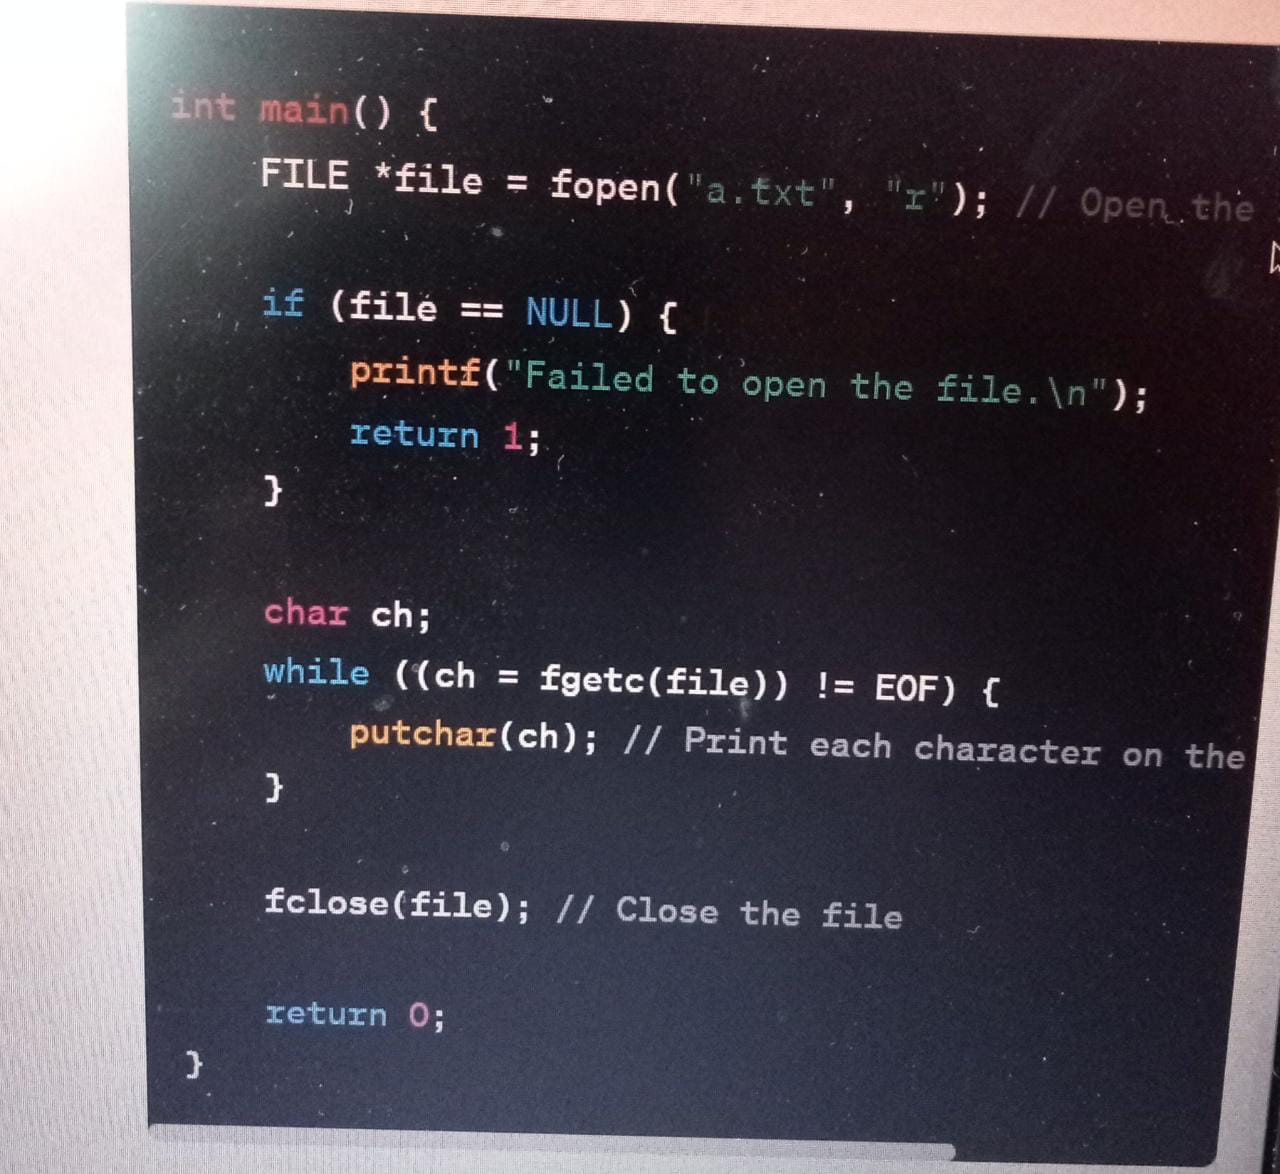 int main() {
FILE *file = fopen("a.txt", "r"); // Open the
if (file == NULL) {
printf("Failed to open the file.\n");
return 1;
}
char ch;
while ((ch = fgetc(file)) != EOF) {
putchar(ch); // Print each character on the
}
fclose(file); // Close the file
return 0;
}